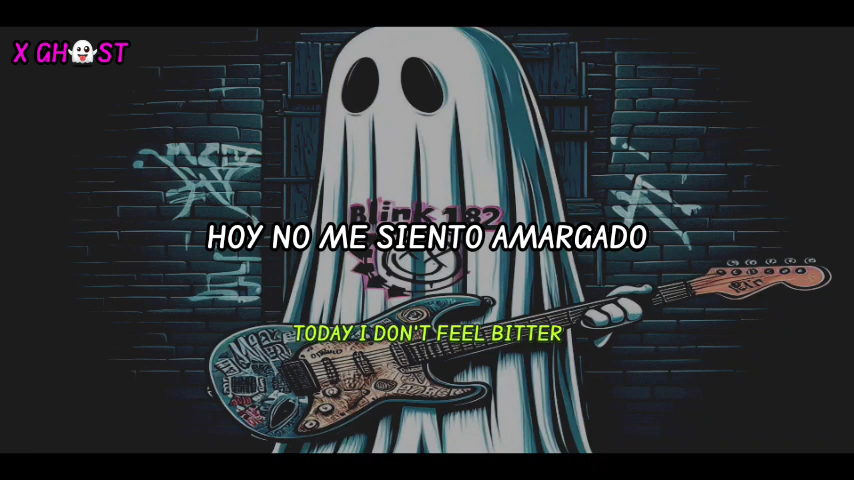 X GH👻ST
Blink 182
HOY NO ME SIENTO AMARGADO
TODAY I DON'T FEEL BITTER